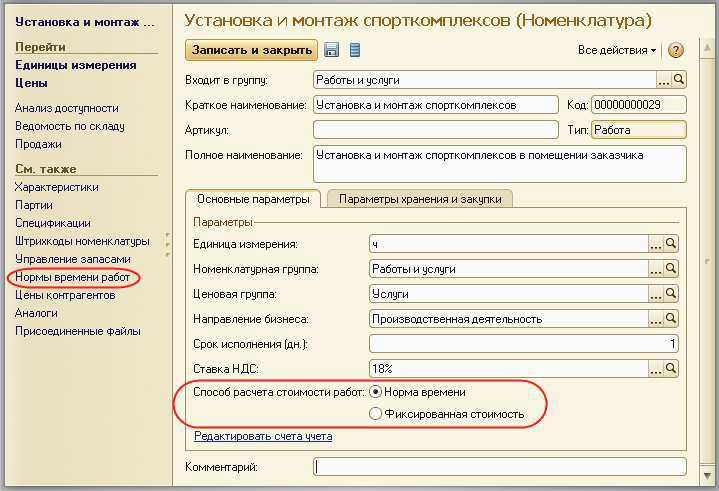 Установка и монтаж ...
Перейти
Единицы измерения
Цены
Анализ доступности
Ведомость по складу
Продажи
См. также
Характеристики
Партии
Спецификации
Штрихкоды номенклатуры
Управление запасами
Нормы времени работ
Цены контрагентов
Аналоги
Присоединенные файлы
Установка и монтаж спорткомплексов (Номенклатура)
Записать и закрыть Все действия ?
Входит в группу: Работы и услуги ...
Краткое наименование: Установка и монтаж спорткомплексов Код: 00000000029
Артикул: Тип: Работа
Полное наименование: Установка и монтаж спорткомплексов в помещении заказчика
Основные параметры Параметры хранения и закупки
Параметры
Единица измерения: ч ...
Номенклатурная группа: Работы и услуги ...
Ценовая группа: Услуги ...
Направление бизнеса: Производственная деятельность ...
Срок исполнения (дн.): 1
Ставка НДС: 18% ...
Способ расчета стоимости работ: Норма времени
Фиксированная стоимость
Редактировать счета учета
Комментарий: